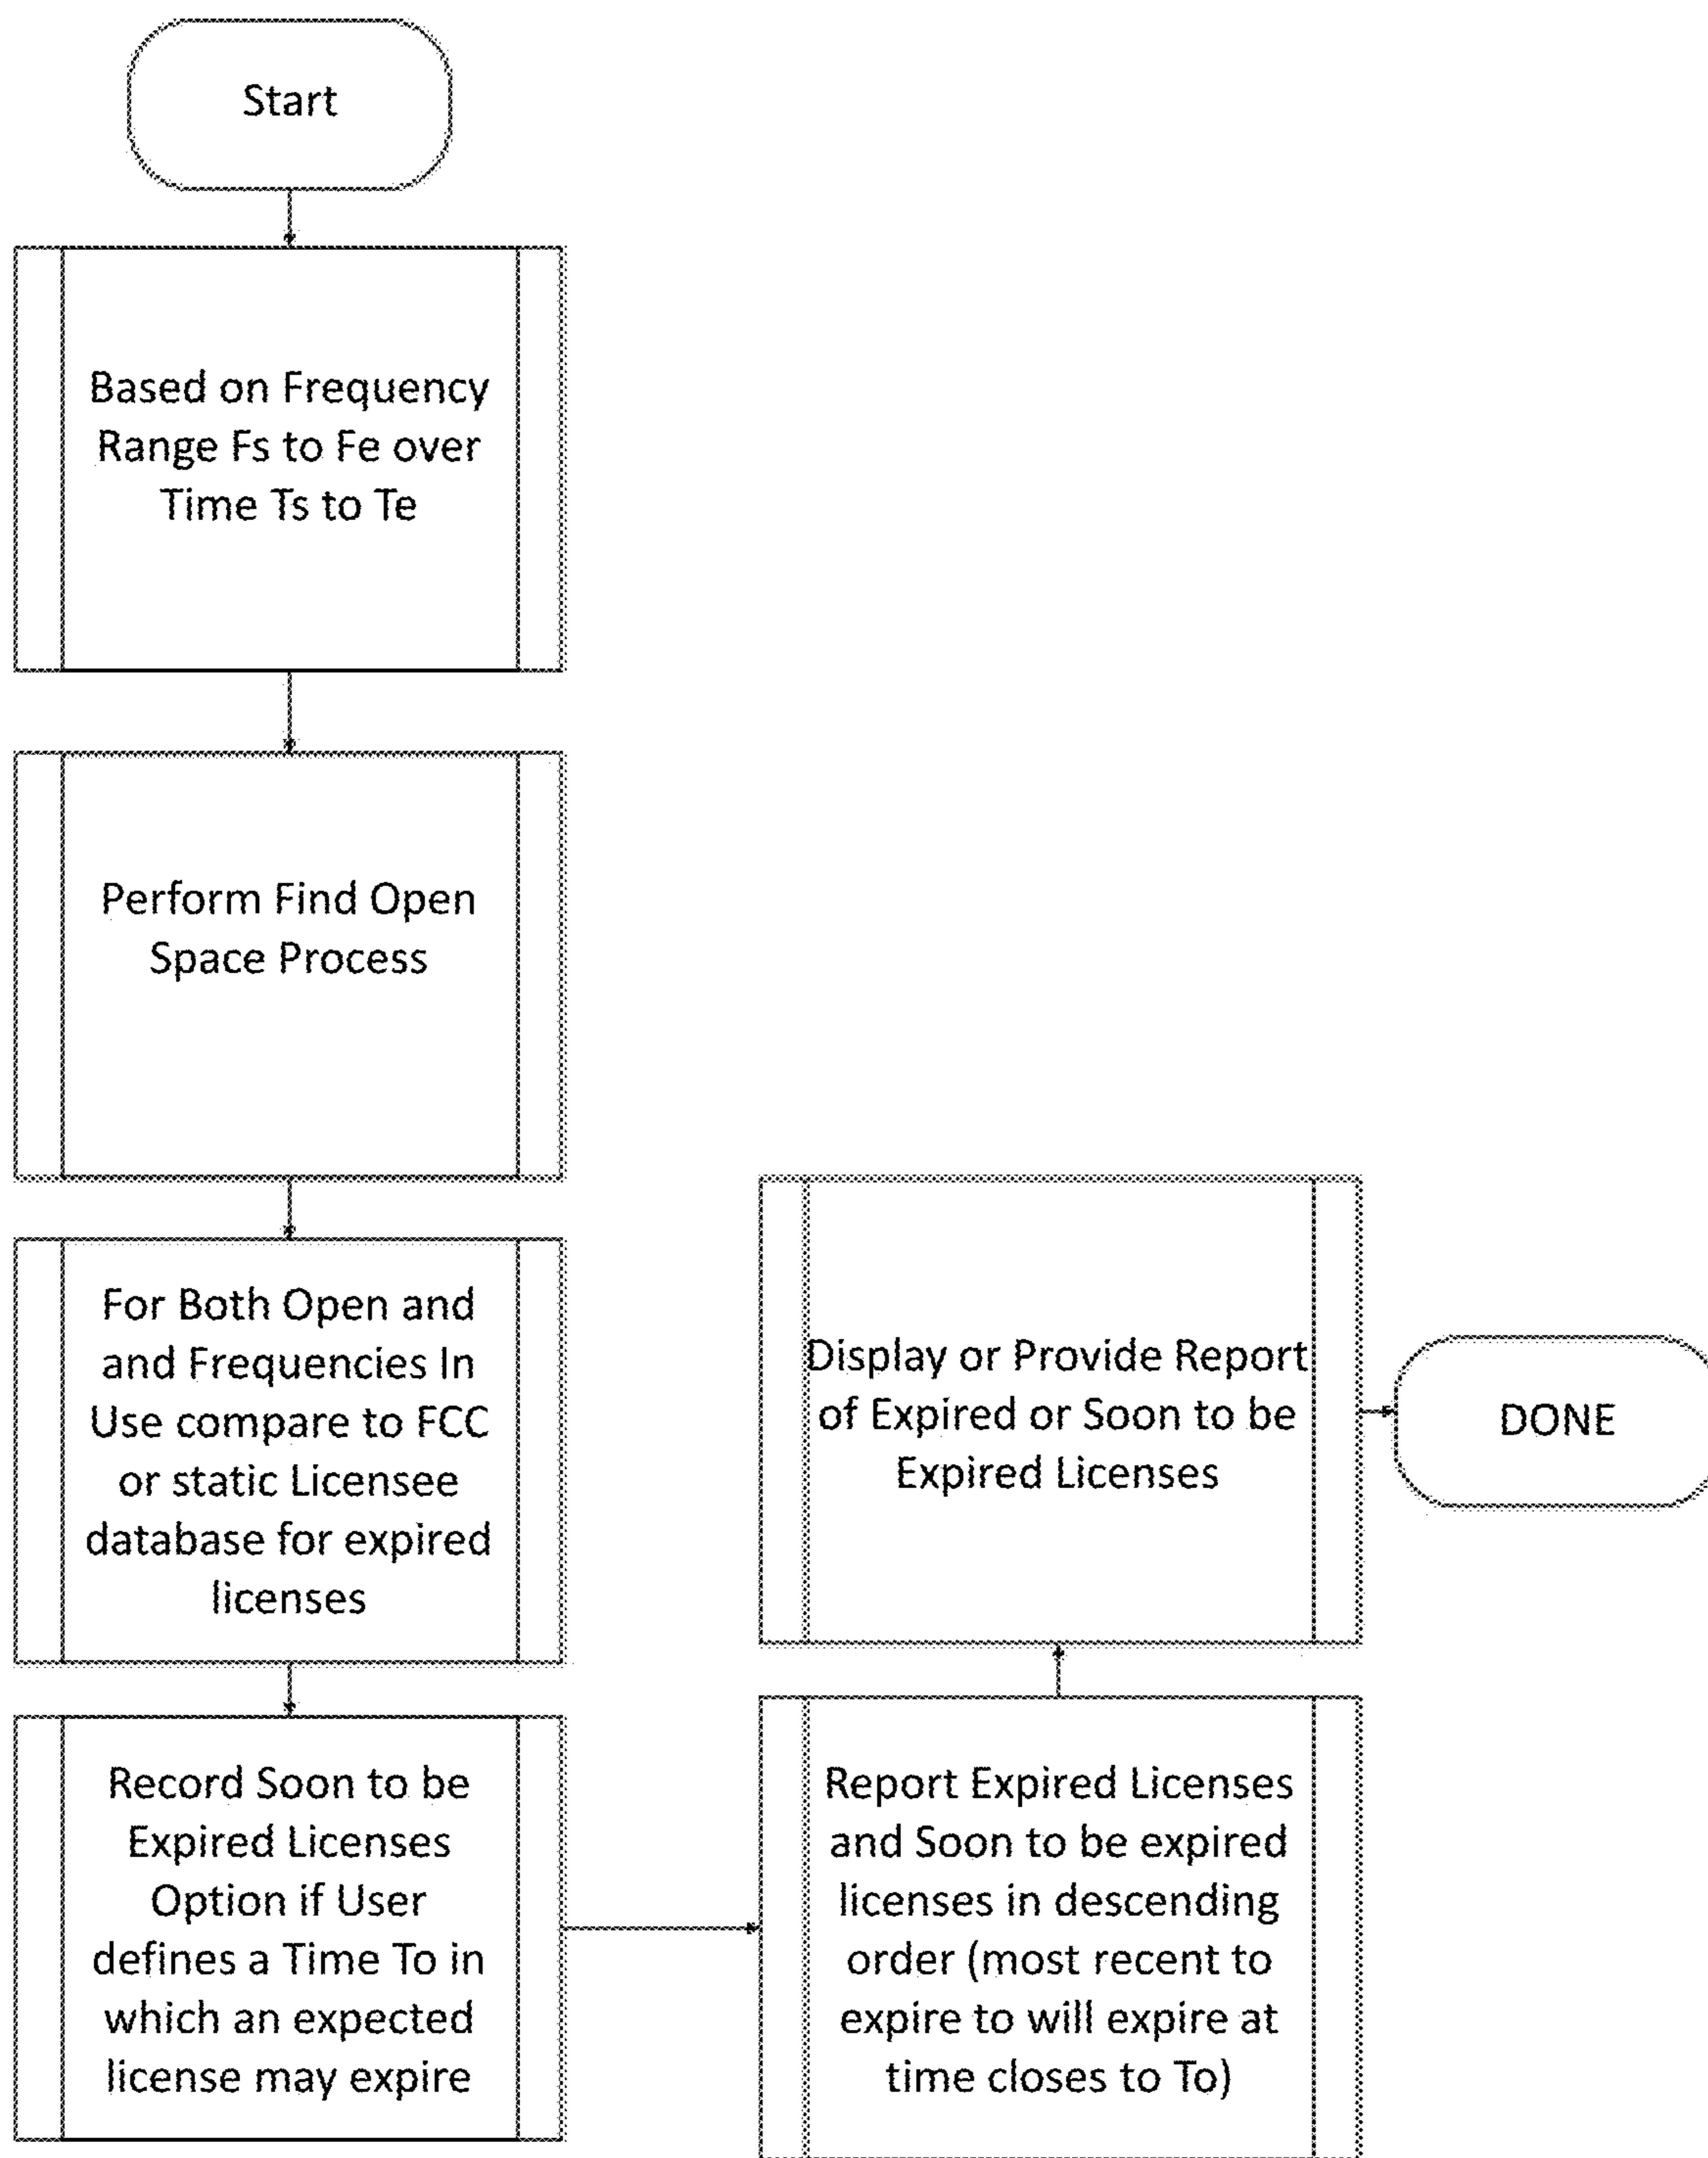 Start
Based on Frequency
Range Fs to Fe over
Time Ts to Te
Perform Find Open
Space Process
For Both Open and
and Frequencies In
Use compare to FCC
or static Licensee
database for expired
licenses
Record Soon to be
Expired Licenses
Option if User
defines a Time To in
which an expected
license may expire
Report Expired Licenses
and Soon to be expired
licenses in descending
order (most recent to
expire to will expire at
time closes to To)
Display or Provide Report
of Expired or Soon to be
Expired Licenses
DONE